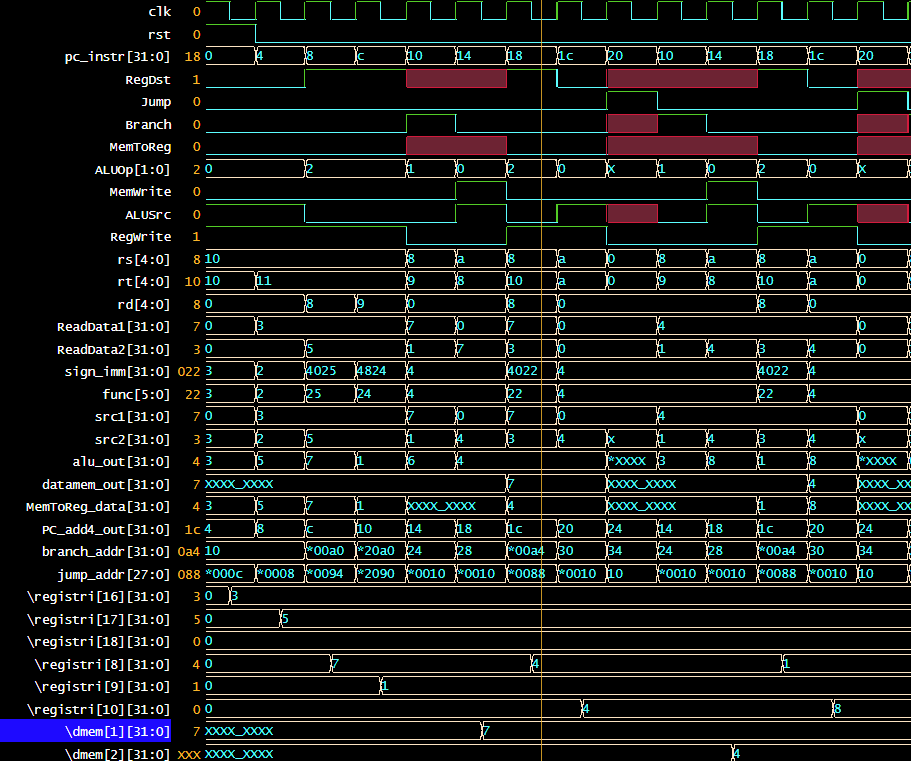 clk 0
rst 0
pc_instr[31:0] 18 0 4 8 c 10 14 18 1c 20 10 14 18 1c 20
RegDst 1
Jump 0
Branch 0
MemToReg 0
ALUOp[1:0] 2 0 2 1 0 2 0 x 1 0 2 0 x
MemWrite 0
ALUSrc 0
RegWrite 1
rs[4:0] 8 10 8 a 8 a 0 8 a 8 a 0
rt[4:0] 10 10 11 9 8 10 a 0 9 8 10 a 0
rd[4:0] 8 0 8 9 0 8 0 8 0
ReadData1[31:0] 7 0 3 7 0 7 0 4 0
ReadData2[31:0] 3 0 5 1 7 3 0 1 4 3 4 0
sign_imm[31:0] 022 3 2 4025 4824 4 4022 4 4022 4
func[5:0] 22 3 2 25 24 4 22 4 22 4
src1[31:0] 7 0 3 7 0 7 0 4 0
src2[31:0] 3 3 2 5 1 4 3 4 x 1 4 3 4 x
alu_out[31:0] 4 3 5 7 1 6 4 *XXXX 3 8 1 8 *XXXX
datamem_out[31:0] 7 XXXX_XXXX 7 XXXX_XXXX 4 XXXX_XX
MemToReg_data[31:0] 4 3 5 7 1 XXXX_XXXX 4 XXXX_XXXX 1 8 XXXX_XX
PC_add4_out[31:0] 1c 4 8 c 10 14 18 1c 20 24 14 18 1c 20 24
branch_addr[31:0] 0a4 10 *00a0 *20a0 24 28 *00a4 30 34 24 28 *00a4 30 34
jump_addr[27:0] 088 *000c *0008 *0094 *2090 *0010 *0010 *0088 *0010 10 *0010 *0010 *0088 *0010 10
\registri[16][31:0] 3 0 3
\registri[17][31:0] 5 0 5
\registri[18][31:0] 0 0
\registri[8][31:0] 4 0 7 4 1
\registri[9][31:0] 1 0 1
\registri[10][31:0] 0 0 4 8
\dmem[1][31:0] 7 XXXX_XXXX 7
\dmem[2][31:0] XXX XXXX_XXXX 4